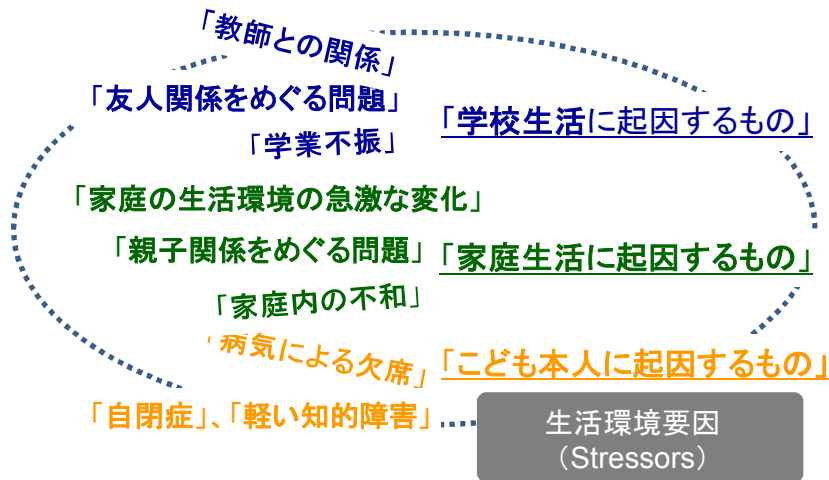 「教師との関係」
「友人関係をめぐる問題」
「学校生活に起因するもの」
「学業不振」
「家庭の生活環境の急激な変化」
「親子関係をめぐる問題」
「家庭生活に起因するもの」
「家庭内の不和」
「病気による欠席」
「こども本人に起因するもの」
「自閉症」、「軽い知的障害」
生活環境要因
（Stressors）